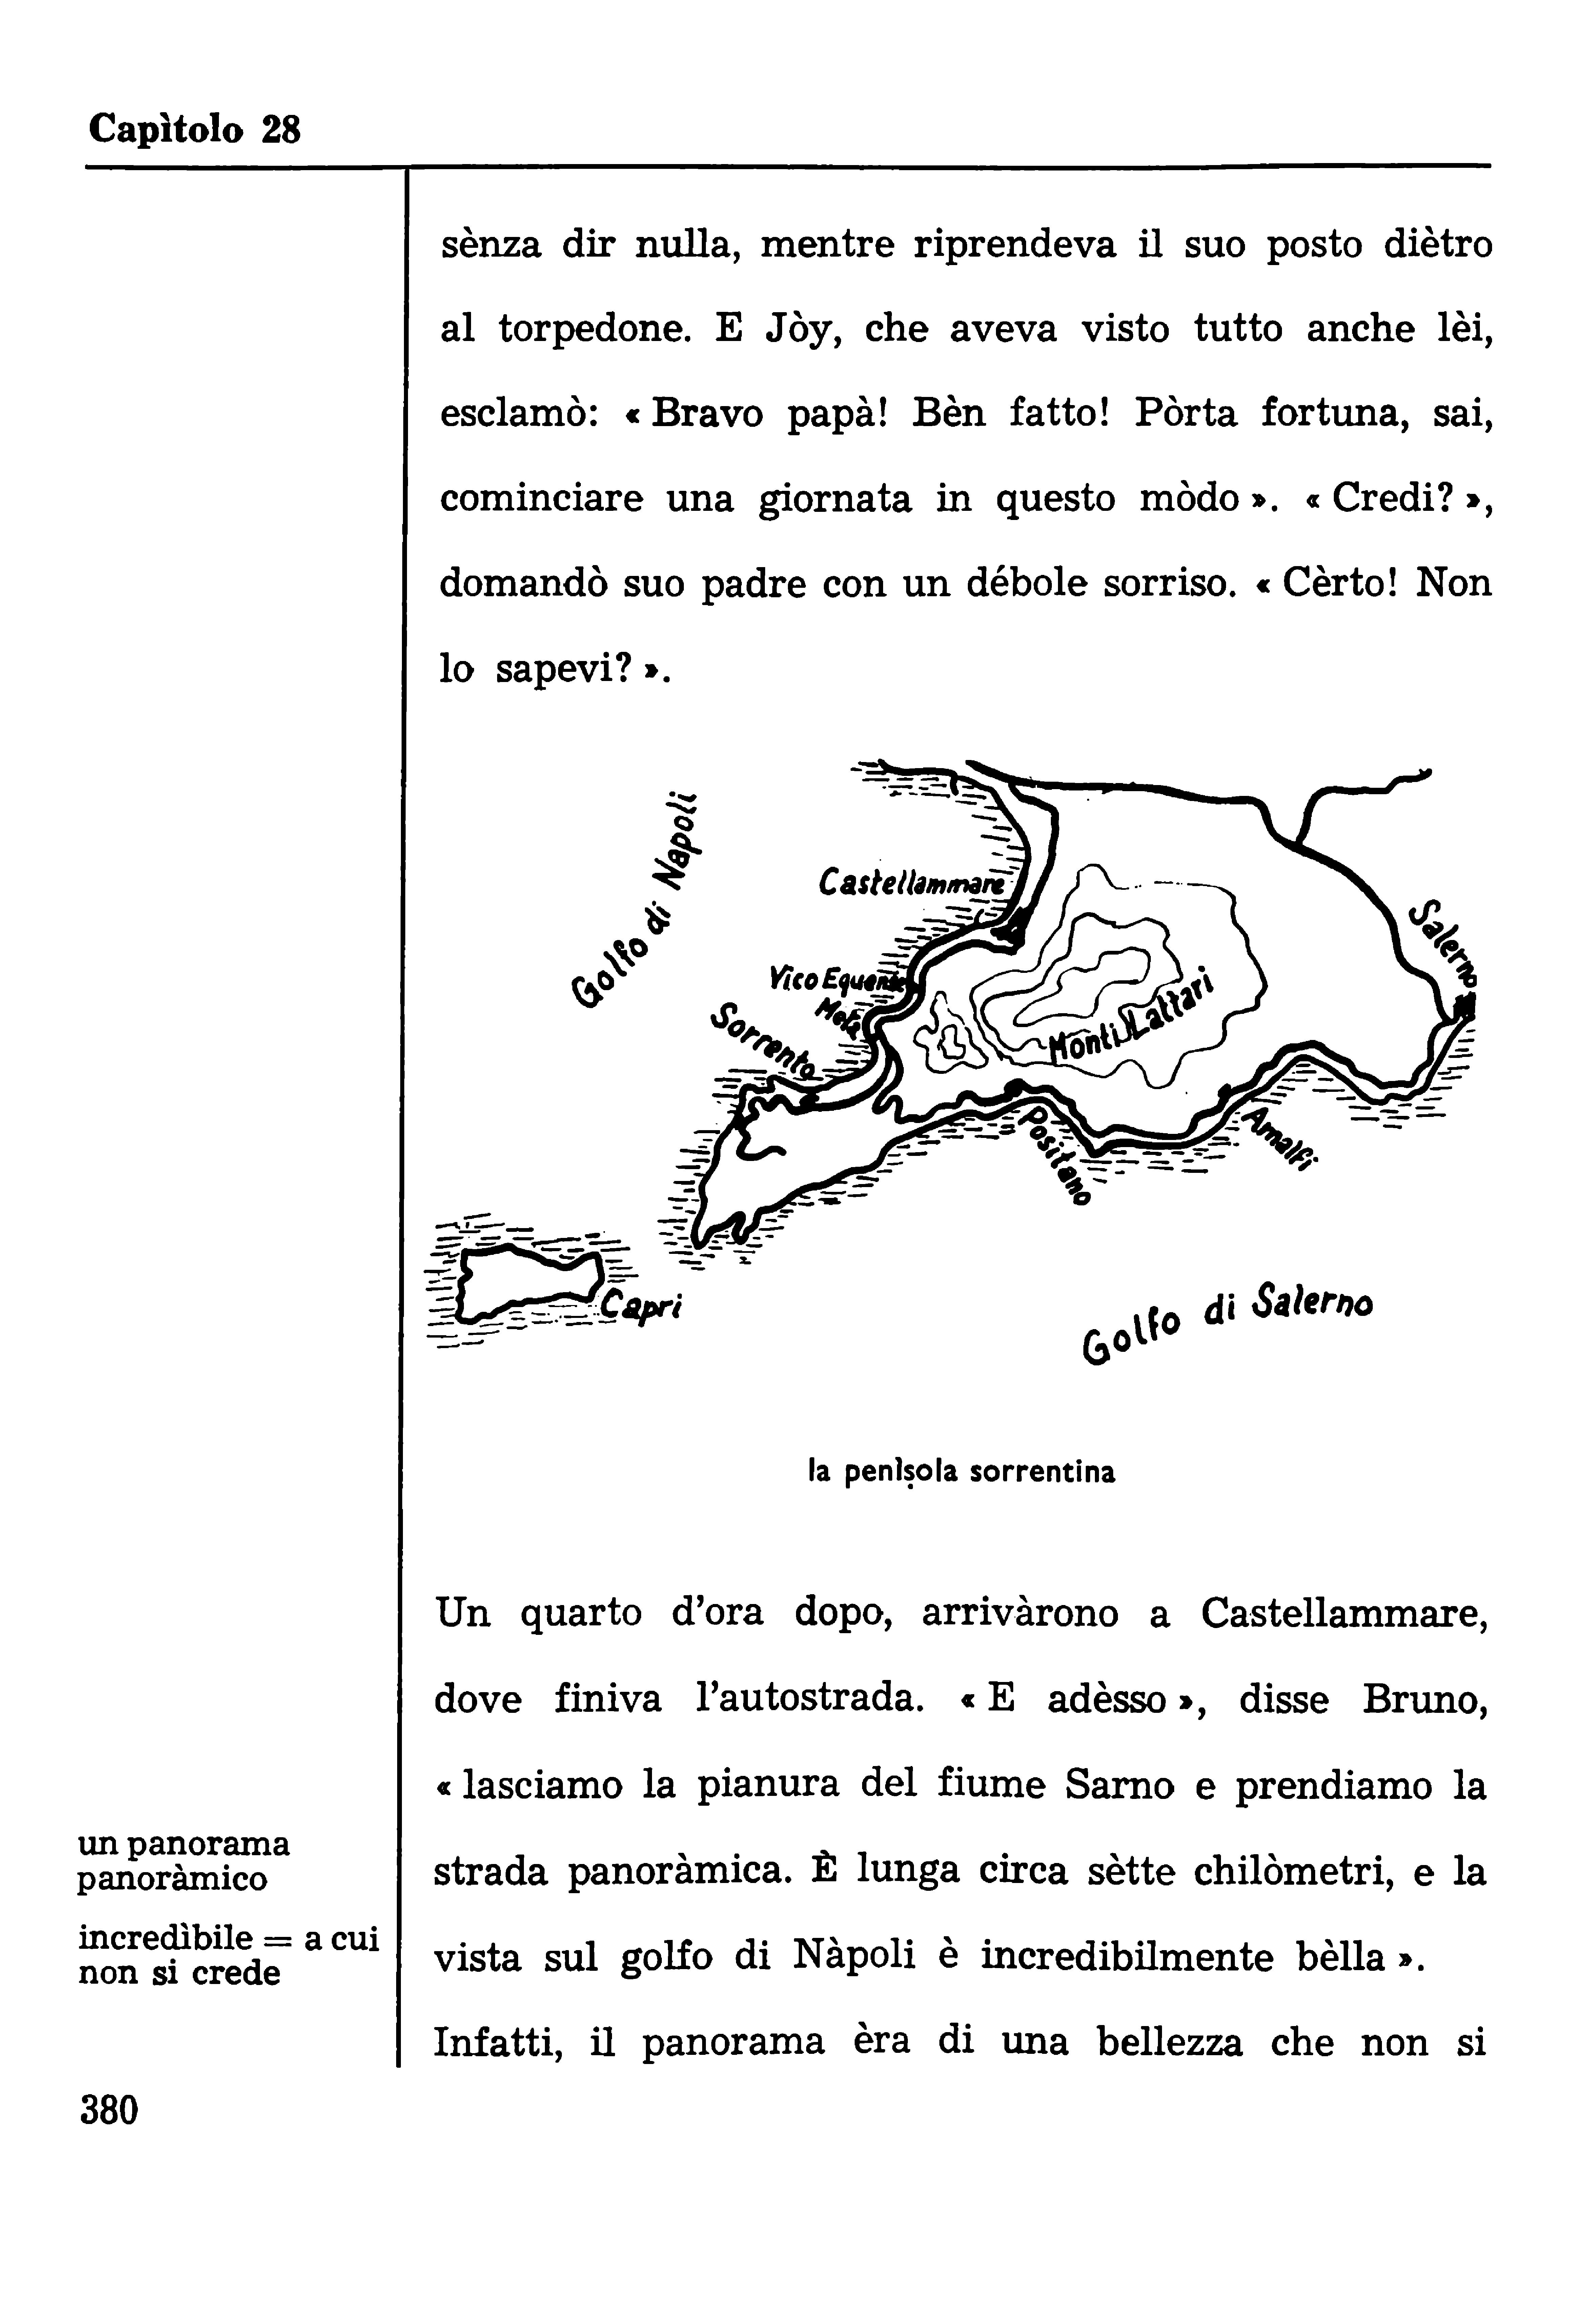 Capìtolo 28
sènza dir nulla, mentre riprendeva il suo posto diètro
al torpedone. E Jòy, che aveva visto tutto anche lèi,
esclamò: « Bravo papà! Bèn fatto! Pòrta fortuna, sai,
cominciare una giornata in questo mòdo ». « Credi? »,
domandò suo padre con un débole sorriso. « Cèrto! Non
lo sapevi? ».
Golfo di Napoli
Castellammare
Vico Equense
Meta
Sorrento
Monti Lattari
Salerno
Positano
Amalfi
Capri
Golfo di Salerno
la penìṣola sorrentina
Un quarto d'ora dopo, arrivàrono a Castellammare,
dove finiva l'autostrada. « E adèsso », disse Bruno,
« lasciamo la pianura del fiume Sarno e prendiamo la
strada panoràmica. È lunga circa sètte chilòmetri, e la
vista sul golfo di Nàpoli è incredibilmente bèlla ».
Infatti, il panorama èra di una bellezza che non si
un panorama
panoràmico
incredìbile = a cui
non si crede
380